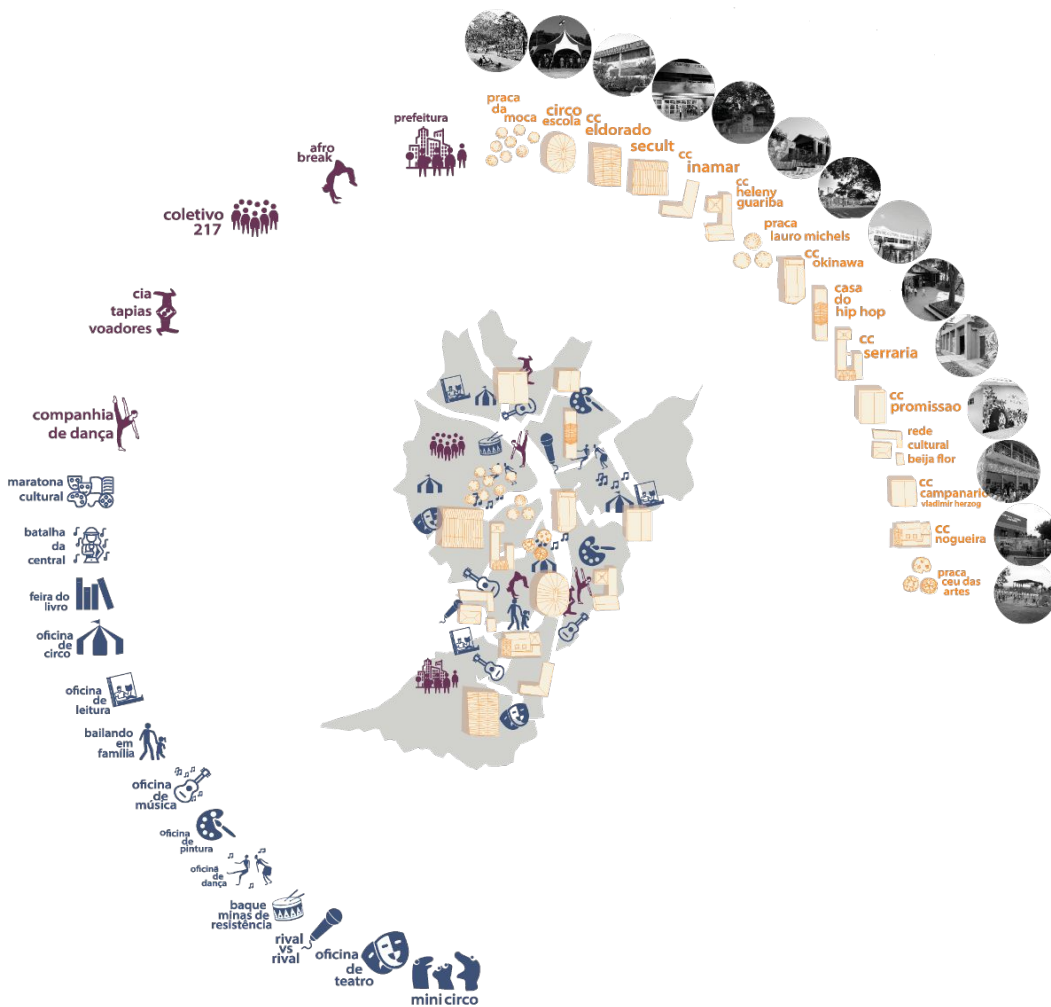 praca
da
moca
circo
escola
cc
eldorado
secult
cc
inamar
cc
heleny
guariba
praca
lauro michels
cc
okinawa
casa
do
hip hop
cc
serraria
cc
promissao
rede
cultural
beija flor
cc
campanario
vladimir herzog
cc
nogueira
praca
ceu das
artes
prefeitura
afro
break
coletivo
217
cia
tapias
voadores
companhia
de dança
maratona
cultural
batalha
da
central
feira do
livro
oficina
de
circo
oficina
de
leitura
bailando
em
família
oficina
de
música
oficina
de
pintura
oficina
de
dança
baque
minas de
resistência
rival
vs
rival
oficina
de
teatro
mini circo